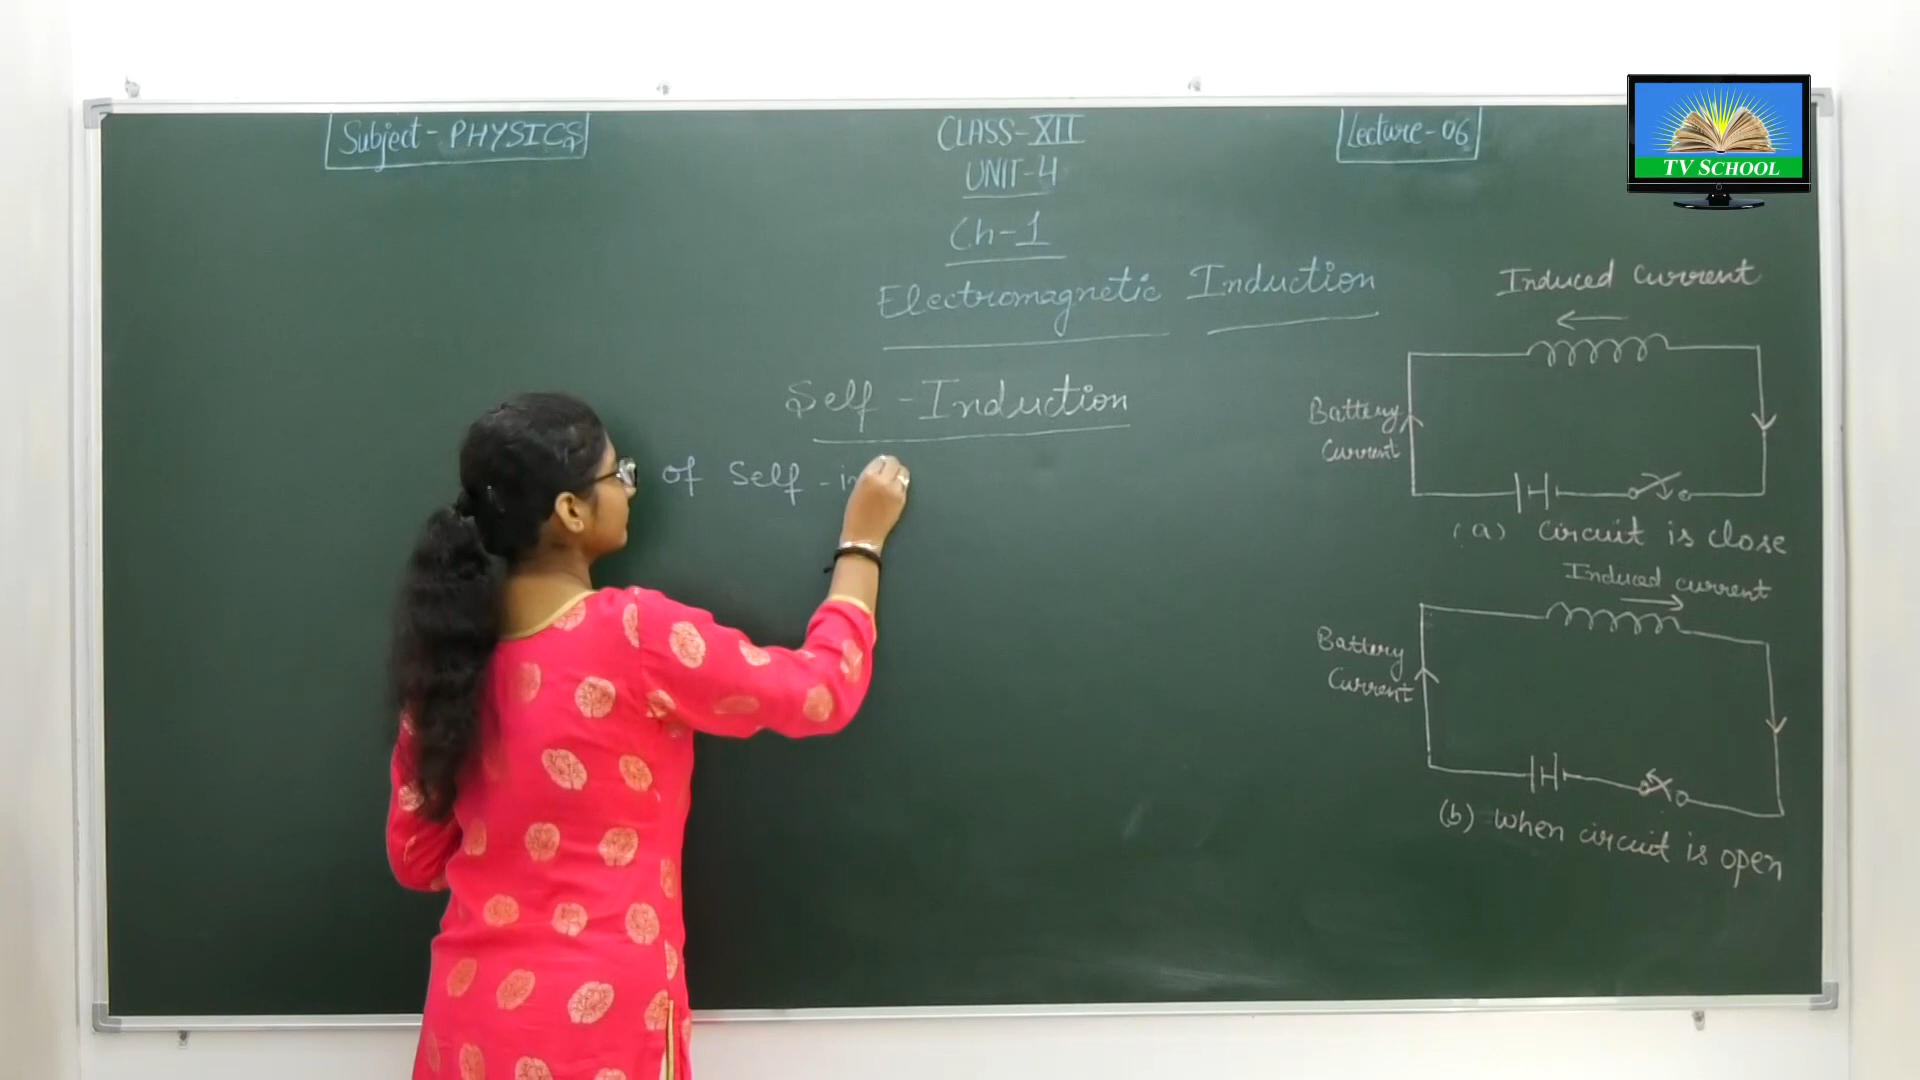 Subject - PHYSICS
CLASS-XII
UNIT-4
Lecture-06
TV SCHOOL
Ch-1
Electromagnetic Induction
Self - Induction
of Self - in
Induced Current
Battery
Current
(a) Circuit is close
Induced current
Battery
Current
(b) When circuit is open